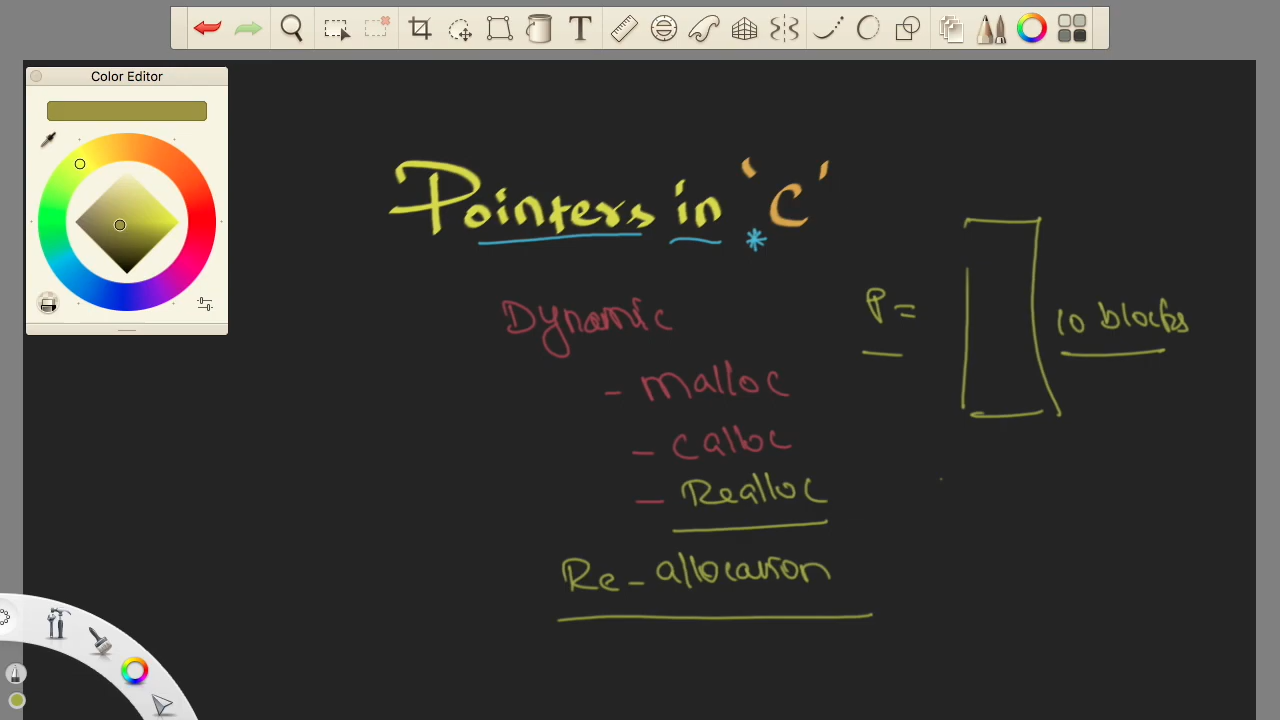 Color Editor
Pointers in 'C'
*
Dynamic
- malloc
- calloc
- Realloc
Re-allocation
P =
10 blocks